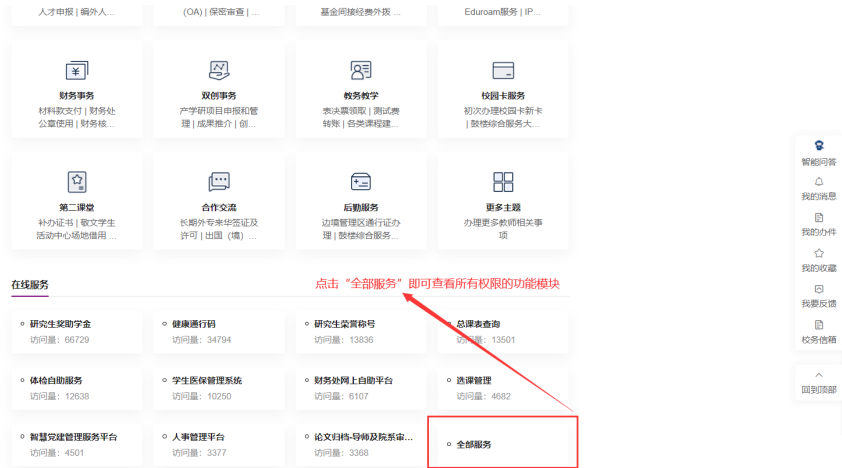 人才申报 | 编外人...
(OA) | 保密审查 | ...
基金间接经费外拨 ...
Eduroam服务 | IP...
财务事务
材料款支付 | 财务处
公章使用 | 财务核...
双创事务
产学研项目申报和管
理 | 成果推介 | 创...
教务教学
表决票领取 | 测试费
转账 | 各类课程建...
校园卡服务
初次办理校园卡新卡
| 鼓楼综合服务大...
第二课堂
补办证书 | 敬文学生
活动中心场地借用 ...
合作交流
长期外专来华签证及
许可 | 出国（境）...
后勤服务
边境管理区通行证办
理 | 鼓楼综合服务...
更多主题
办理更多教师相关事
项
在线服务
点击“全部服务”即可查看所有权限的功能模块
研究生奖助学金
访问量：66729
健康通行码
访问量：34794
研究生荣誉称号
访问量：13836
总课表查询
访问量：13501
体检自助服务
访问量：12638
学生医保管理系统
访问量：10250
财务处网上自助平台
访问量：6107
选课管理
访问量：4682
智慧党建管理服务平台
访问量：4501
人事管理平台
访问量：3377
论文归档-导师及院系审...
访问量：3368
全部服务
智能问答
我的消息
我的办件
我的收藏
我要反馈
校务信箱
回到顶部